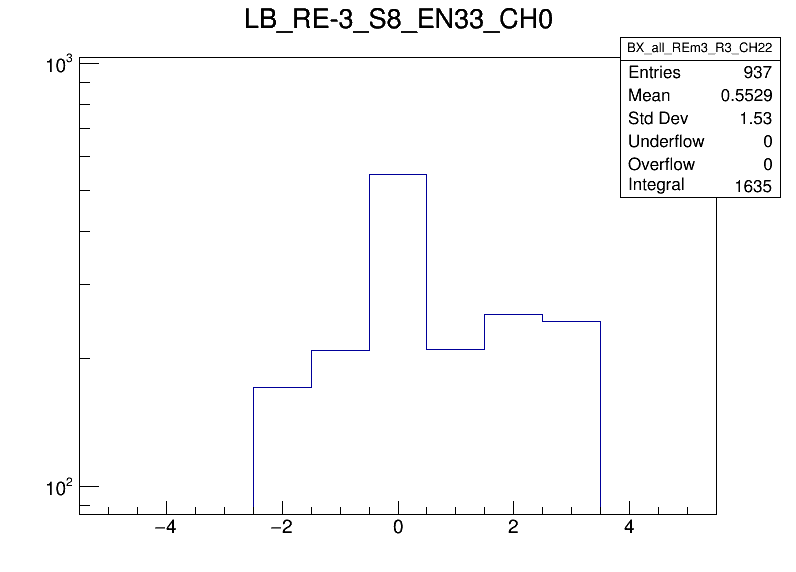 LB_RE-3_S8_EN33_CH0
BX_all_REm3_R3_CH22
Entries 937
Mean 0.5529
Std Dev 1.53
Underflow 0
Overflow 0
Integral 1635
10³
10²
−4 −2 0 2 4